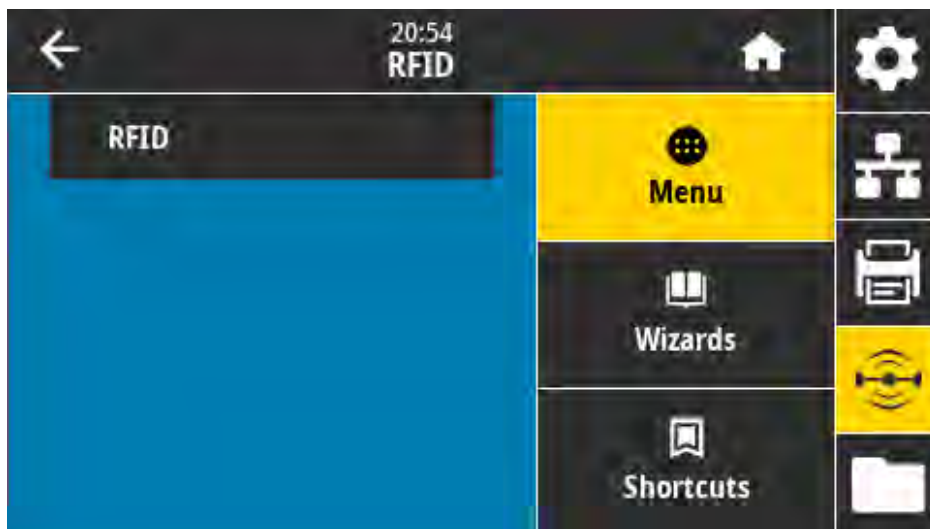 20:54
RFID
RFID
Menu
Wizards
Shortcuts